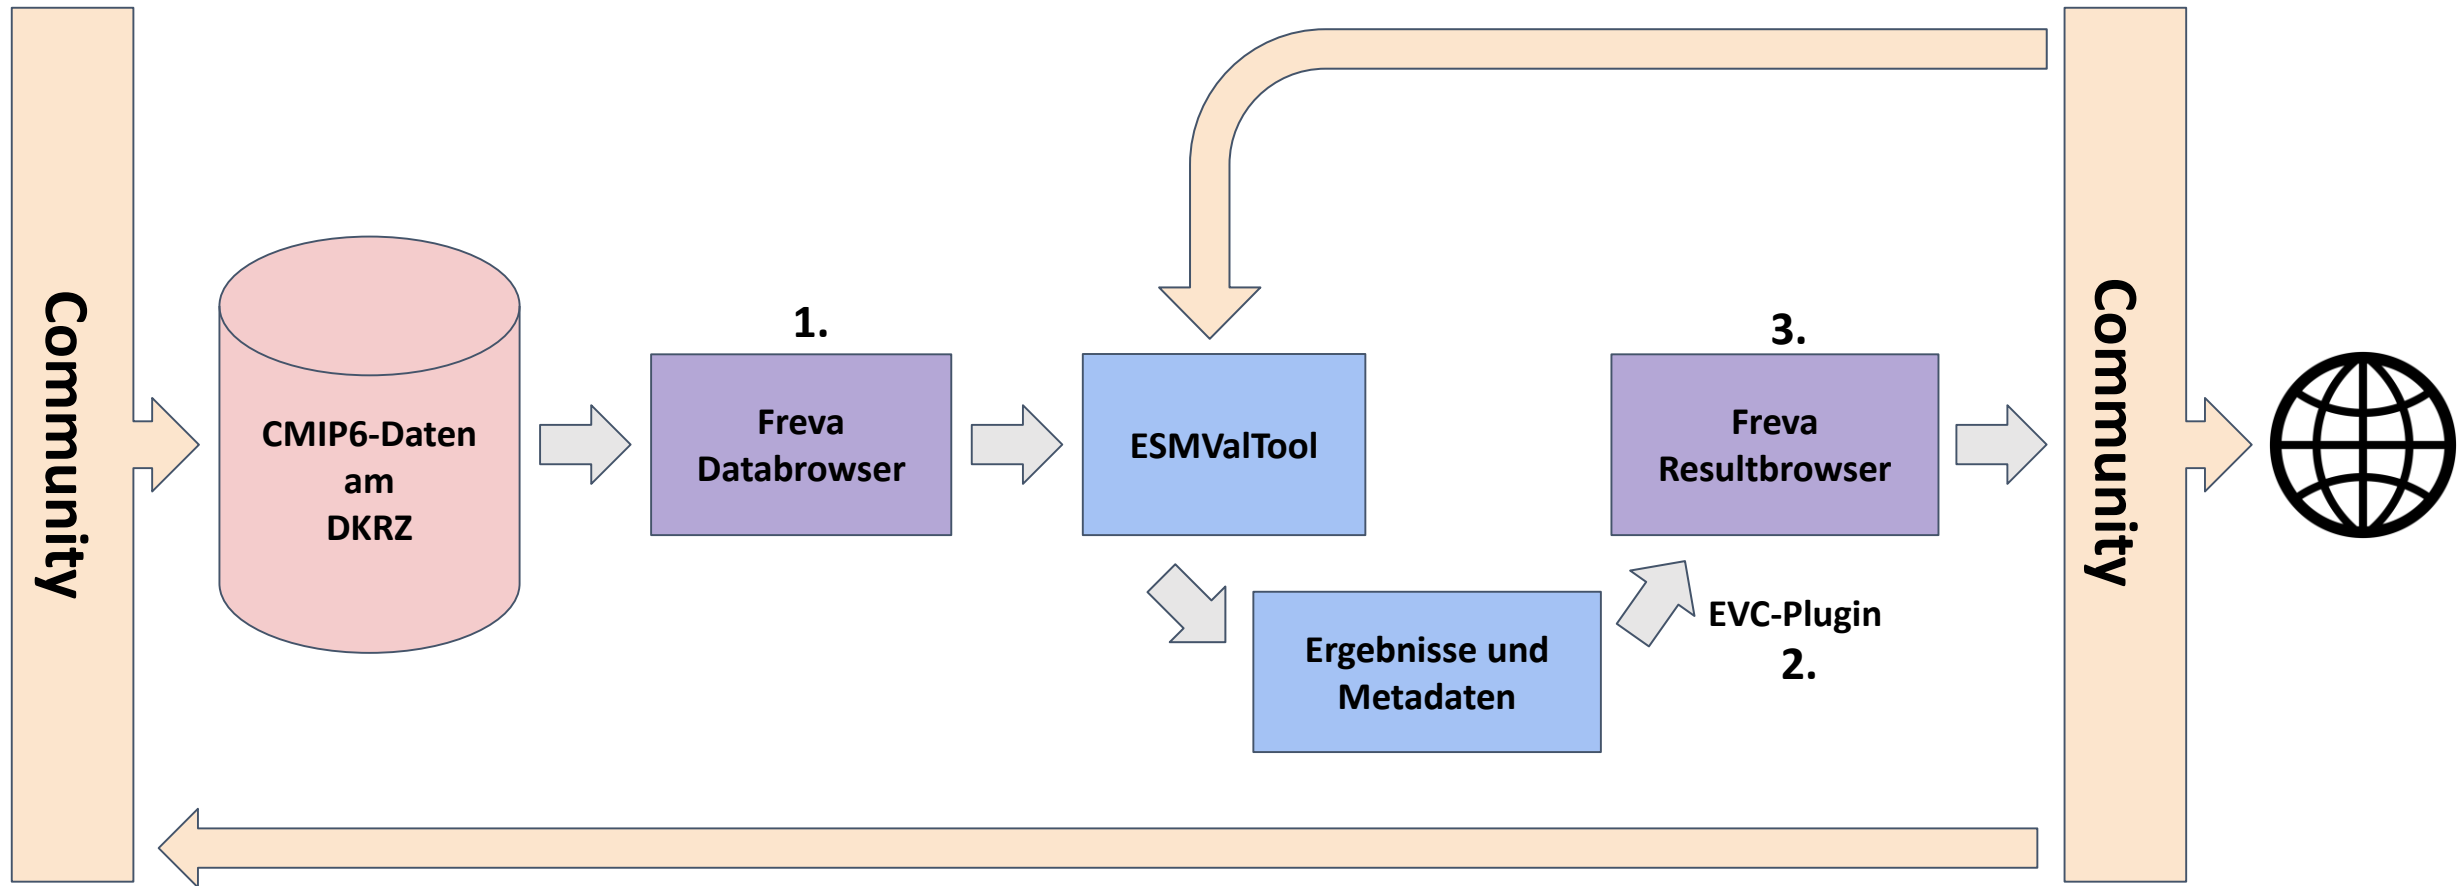 Community
CMIP6-Daten
am
DKRZ
1.
Freva
Databrowser
ESMValTool
Ergebnisse und
Metadaten
EVC-Plugin
2.
3.
Freva
Resultbrowser
Community